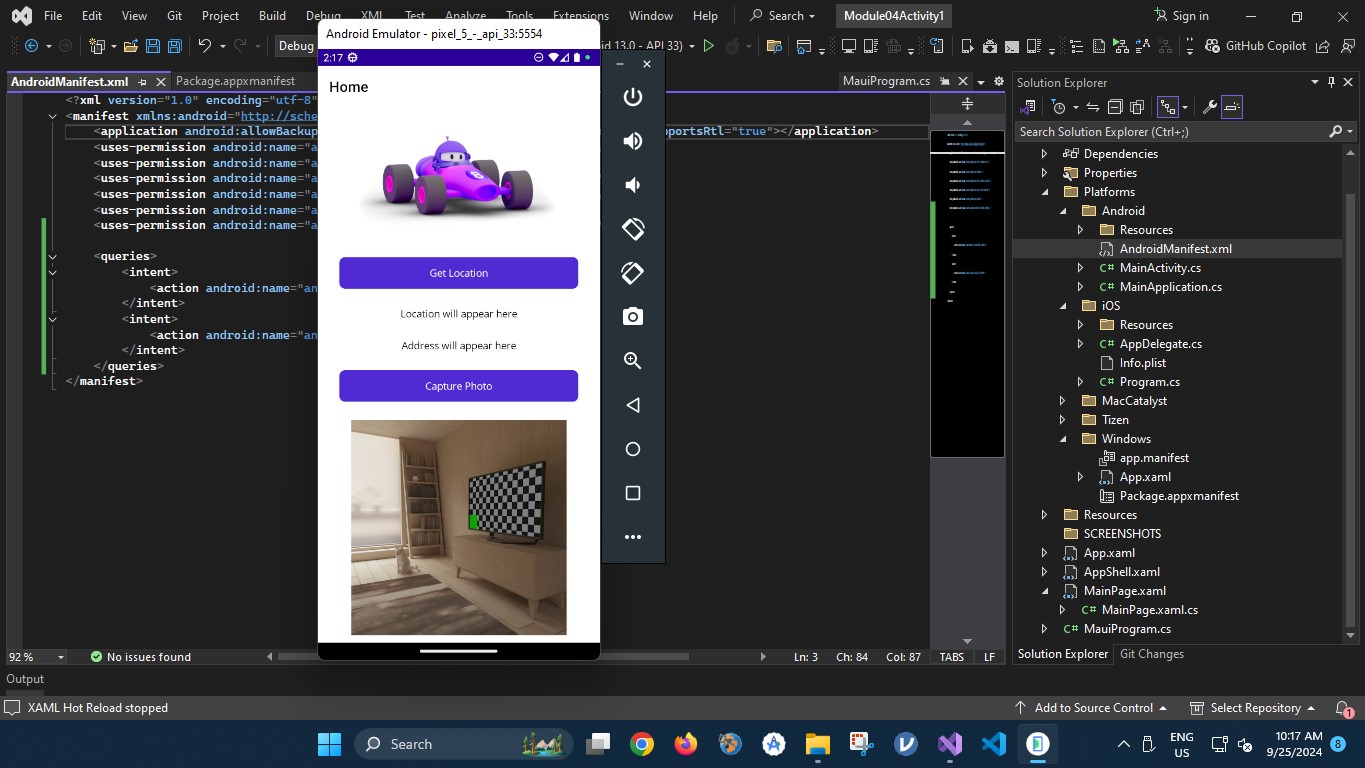 File Edit View Git Project Build Debug XML Test Analyze Tools Extensions Window Help Search Module04Activity1 Sign in
Android Emulator - pixel_5_-_api_33:5554
Debug
id 13.0 - API 33)
GitHub Copilot
2:17
Home
AndroidManifest.xml Package.appxmanifest MauiProgram.cs
<?xml version="1.0" encoding="utf-8"
<manifest xmlns:android="http://sche
<application android:allowBackup
pportsRtl="true"></application>
<uses-permission android:name="a
<uses-permission android:name="a
<uses-permission android:name="a
<uses-permission android:name="a
<uses-permission android:name="a
<uses-permission android:name="a
<queries>
<intent>
<action android:name="an
</intent>
<intent>
<action android:name="an
</intent>
</queries>
</manifest>
8
Get Location
Location will appear here
Address will appear here
Capture Photo
Solution Explorer
Search Solution Explorer (Ctrl+;)
Dependencies
Properties
Platforms
Android
Resources
AndroidManifest.xml
C# MainActivity.cs
C# MainApplication.cs
iOS
Resources
C# AppDelegate.cs
Info.plist
C# Program.cs
MacCatalyst
Tizen
Windows
app.manifest
App.xaml
Package.appxmanifest
Resources
SCREENSHOTS
App.xaml
AppShell.xaml
MainPage.xaml
C# MainPage.xaml.cs
C# MauiProgram.cs
92 % No issues found Ln: 3 Ch: 84 Col: 87 TABS LF
Solution Explorer Git Changes
Output
XAML Hot Reload stopped Add to Source Control Select Repository 1
Search
ENG
US
10:17 AM
9/25/2024
8